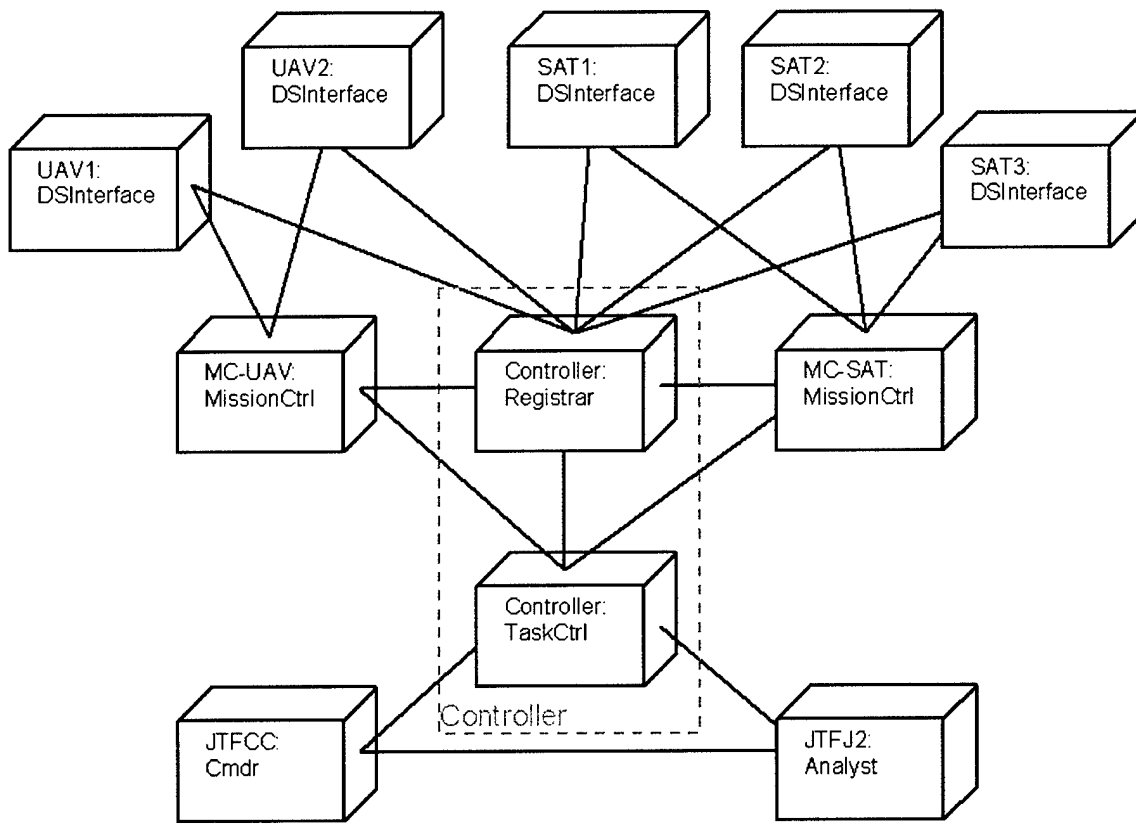 UAV2:
DSInterface
SAT1:
DSInterface
SAT2:
DSInterface
UAV1:
DSInterface
SAT3:
DSInterface
MC-UAV:
MissionCtrl
Controller:
Registrar
MC-SAT:
MissionCtrl
Controller:
TaskCtrl
Controller
JTFCC:
Cmdr
JTFJ2:
Analyst